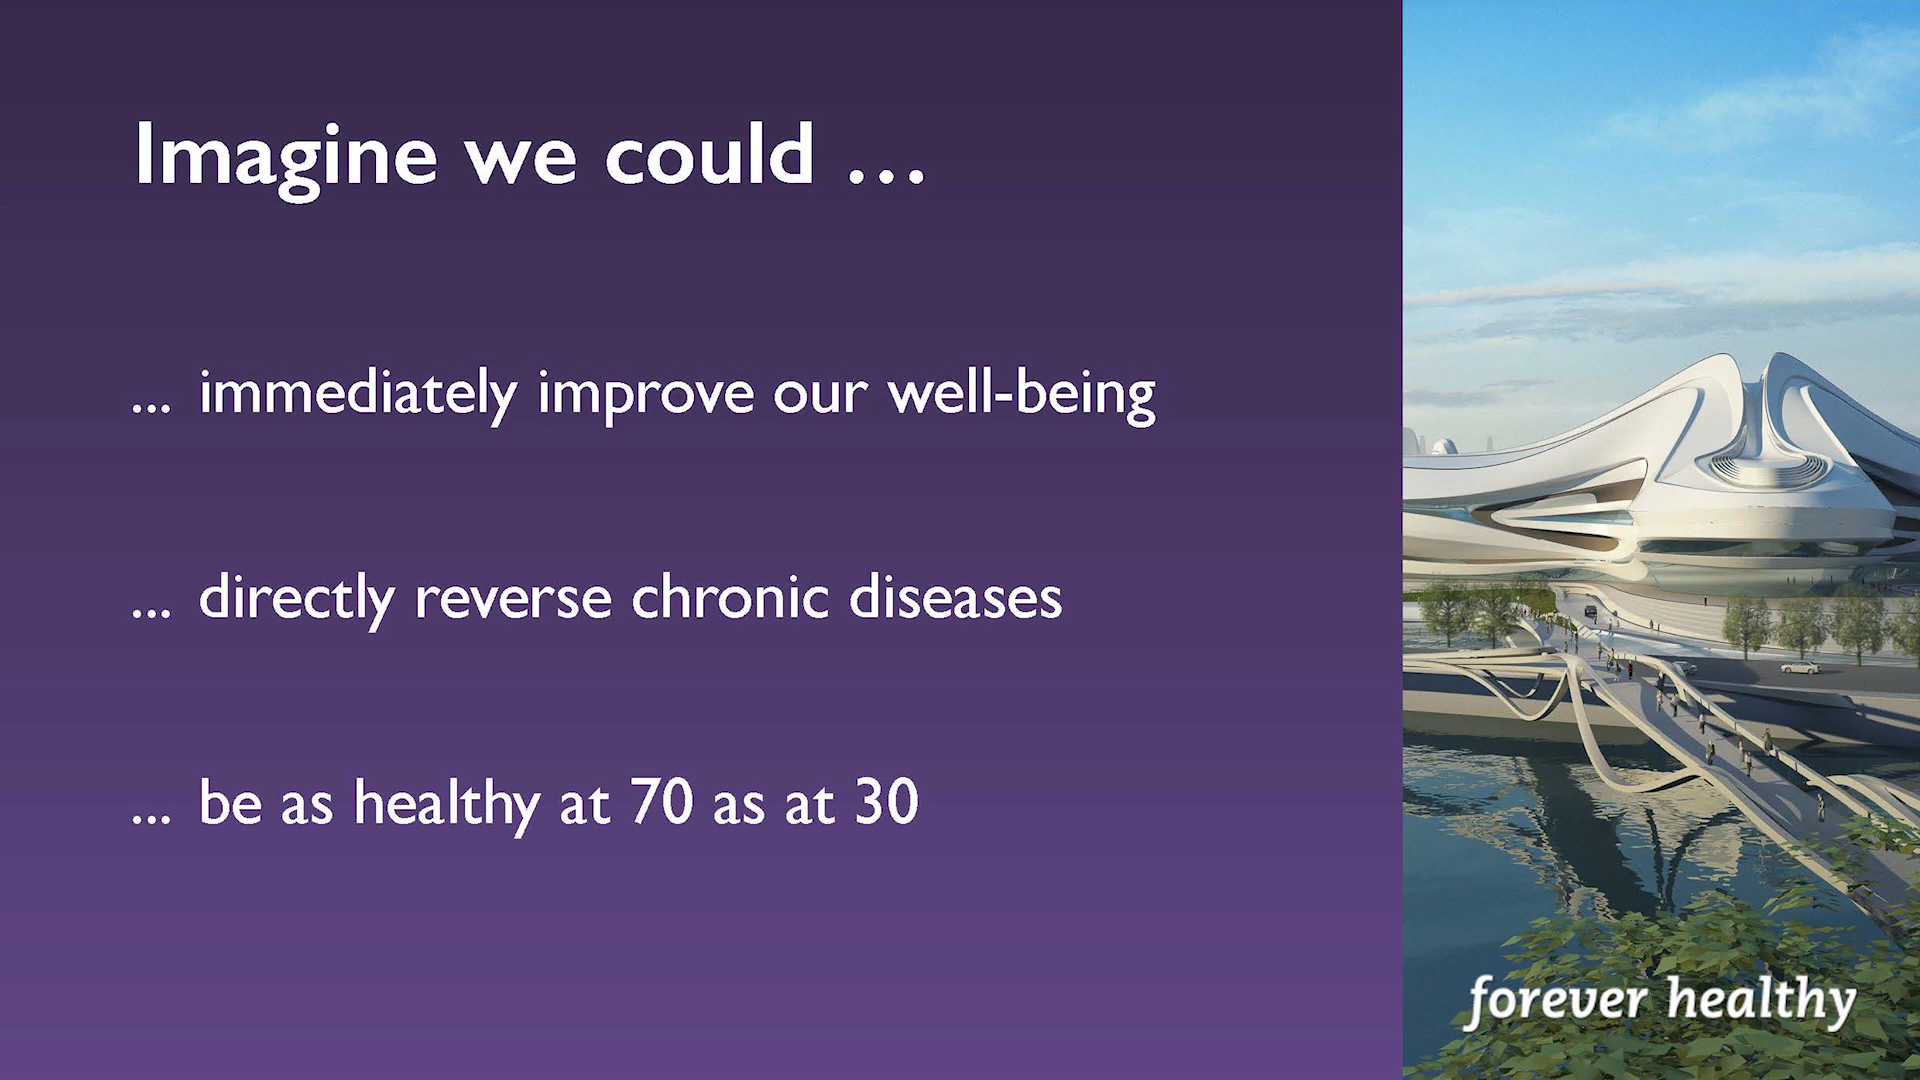 Imagine we could …
... immediately improve our well-being
... directly reverse chronic diseases
... be as healthy at 70 as at 30
forever healthy